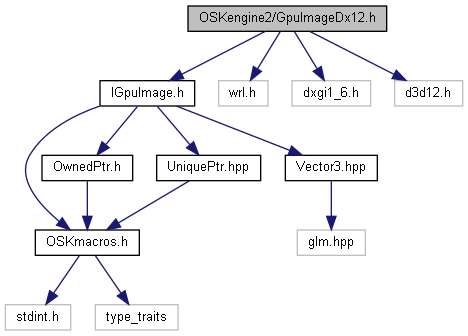 OSKengine2/GpuImageDx12.h
IGpuImage.h
wrl.h
dxgi1_6.h
d3d12.h
OwnedPtr.h
UniquePtr.hpp
Vector3.hpp
OSKmacros.h
glm.hpp
stdint.h
type_traits